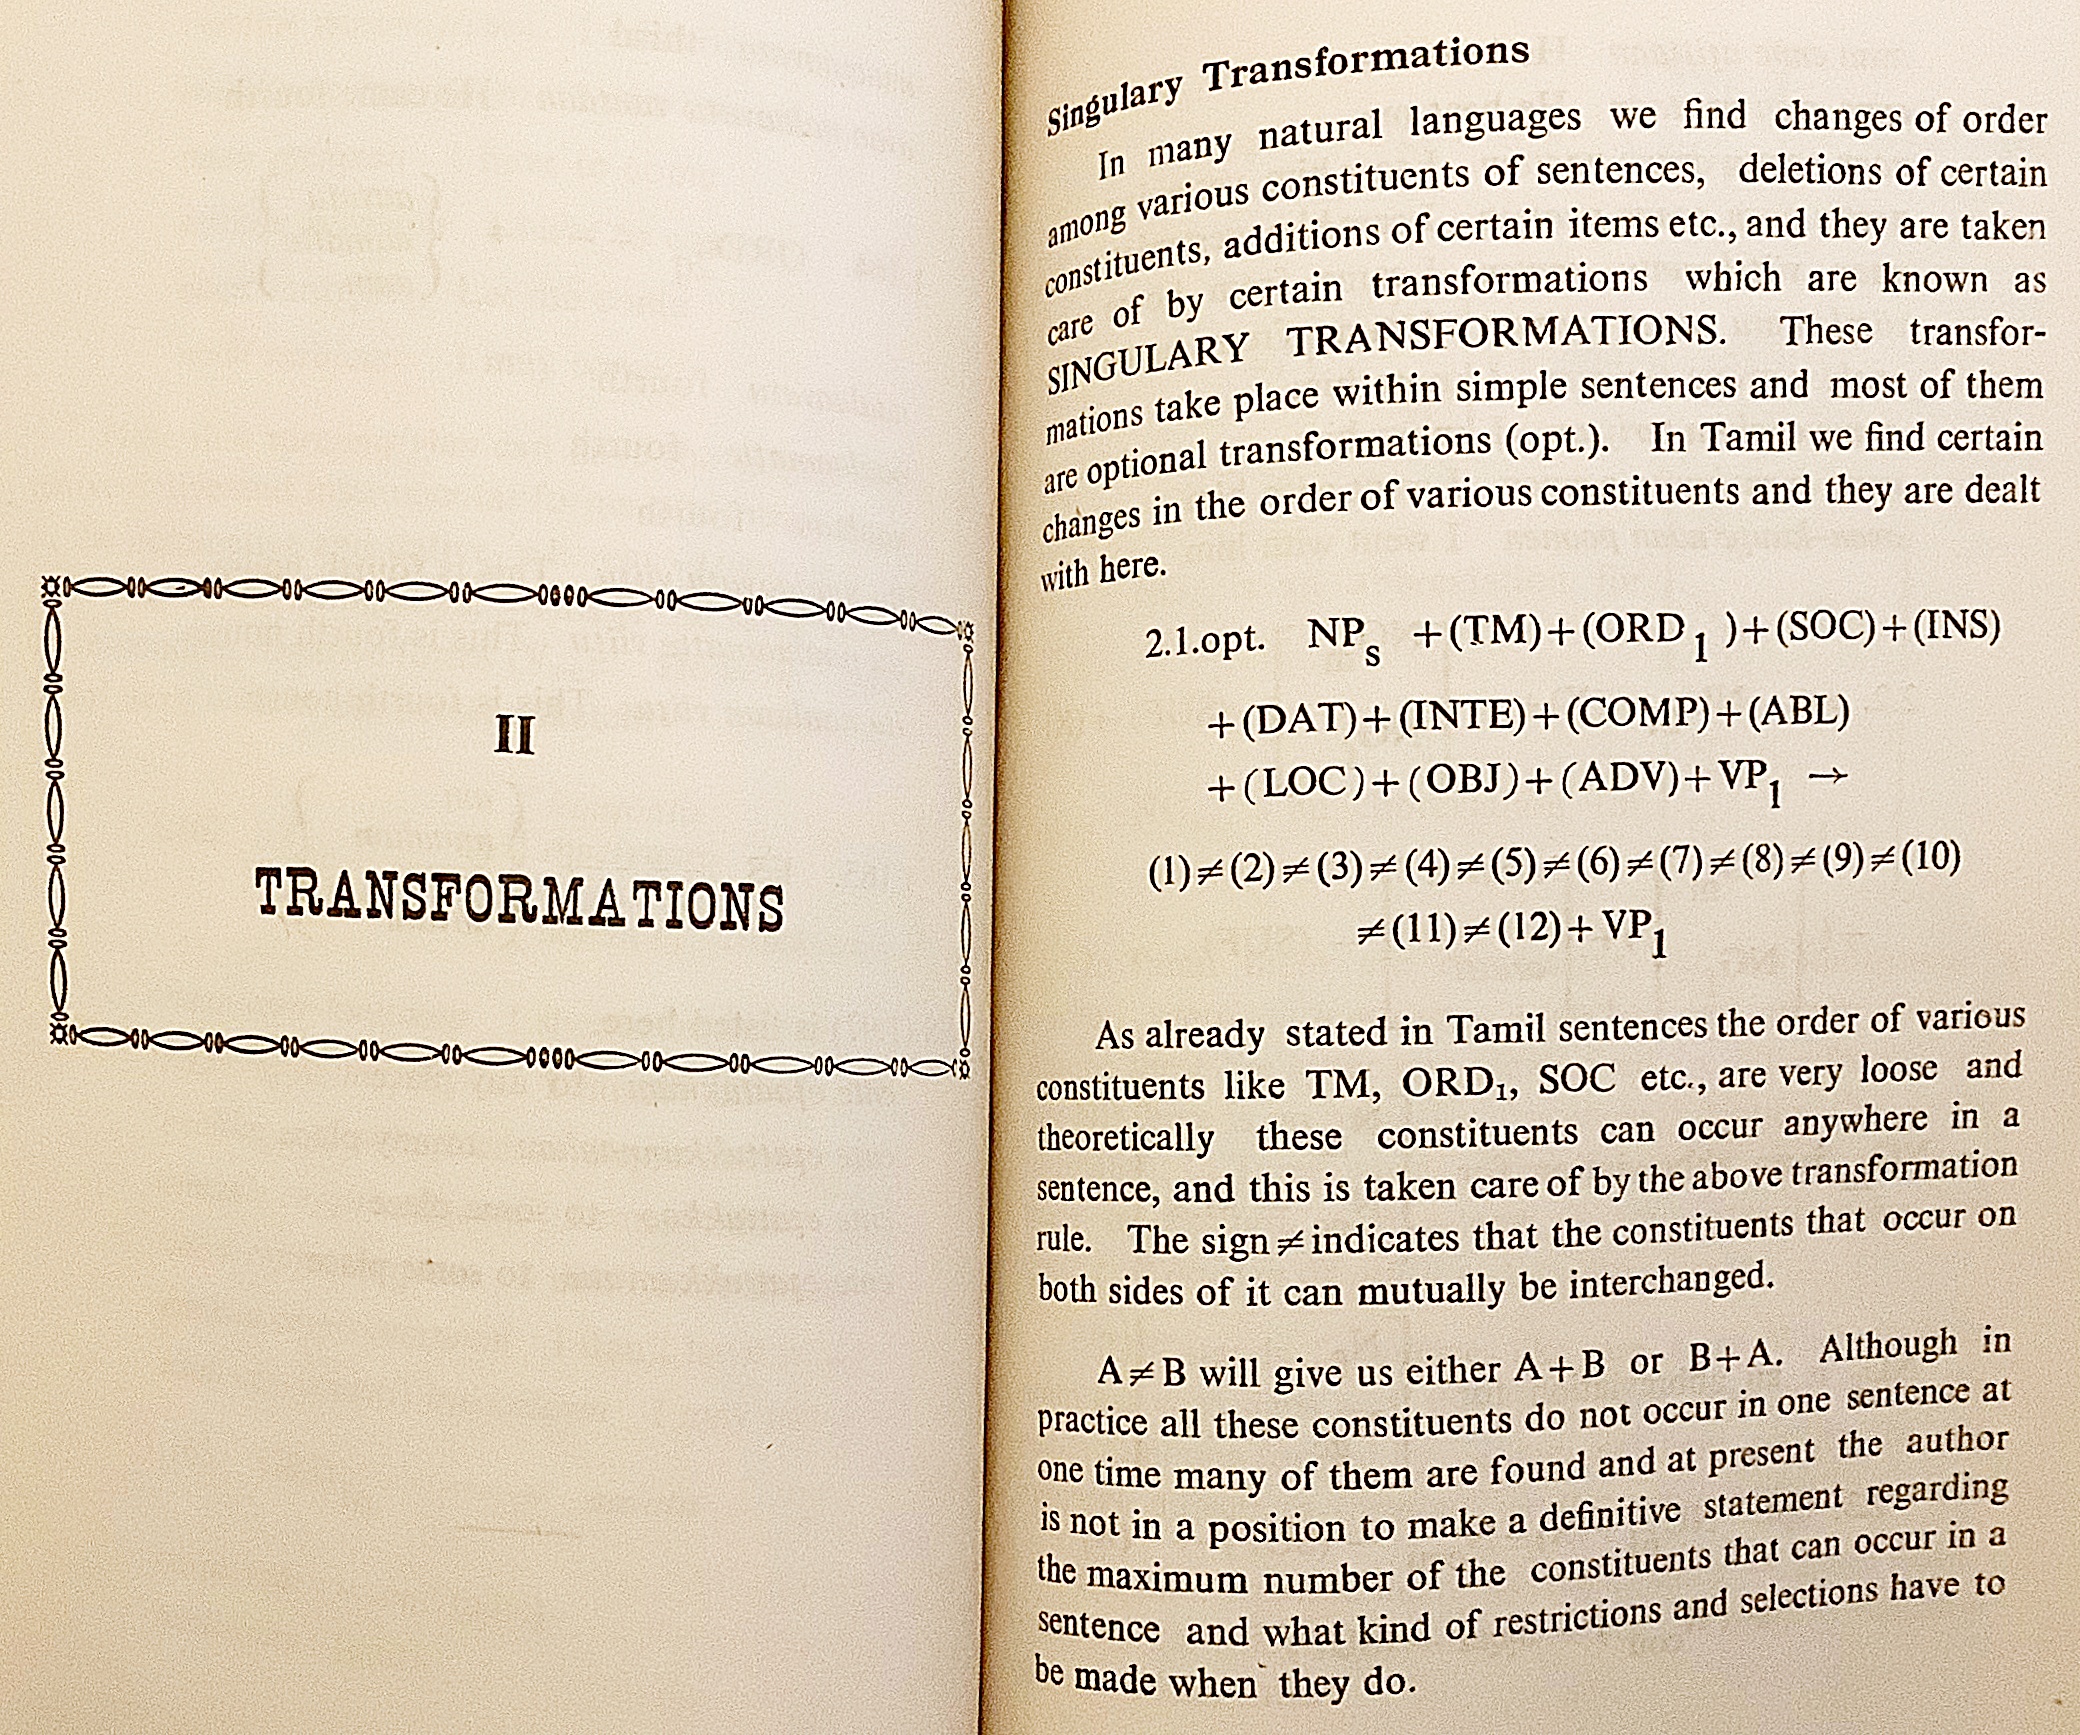 II
TRANSFORMATIONS
Singulary Transformations
In many natural languages we find changes of order
among various constituents of sentences, deletions of certain
constituents, additions of certain items etc., and they are taken
care of by certain transformations which are known as
SINGULARY TRANSFORMATIONS. These transfor-
mations take place within simple sentences and most of them
are optional transformations (opt.). In Tamil we find certain
changes in the order of various constituents and they are dealt
with here.
2.1.opt. NPₛ +(TM)+(ORD₁)+(SOC)+(INS)
+(DAT)+(INTE)+(COMP)+(ABL)
+(LOC)+(OBJ)+(ADV)+VP₁ →
(1)≠(2)≠(3)≠(4)≠(5)≠(6)≠(7)≠(8)≠(9)≠(10)
≠(11)≠(12)+VP₁
As already stated in Tamil sentences the order of various
constituents like TM, ORD₁, SOC etc., are very loose and
theoretically these constituents can occur anywhere in a
sentence, and this is taken care of by the above transformation
rule. The sign ≠ indicates that the constituents that occur on
both sides of it can mutually be interchanged.
A≠B will give us either A+B or B+A. Although in
practice all these constituents do not occur in one sentence at
one time many of them are found and at present the author
is not in a position to make a definitive statement regarding
the maximum number of the constituents that can occur in a
sentence and what kind of restrictions and selections have to
be made when they do.